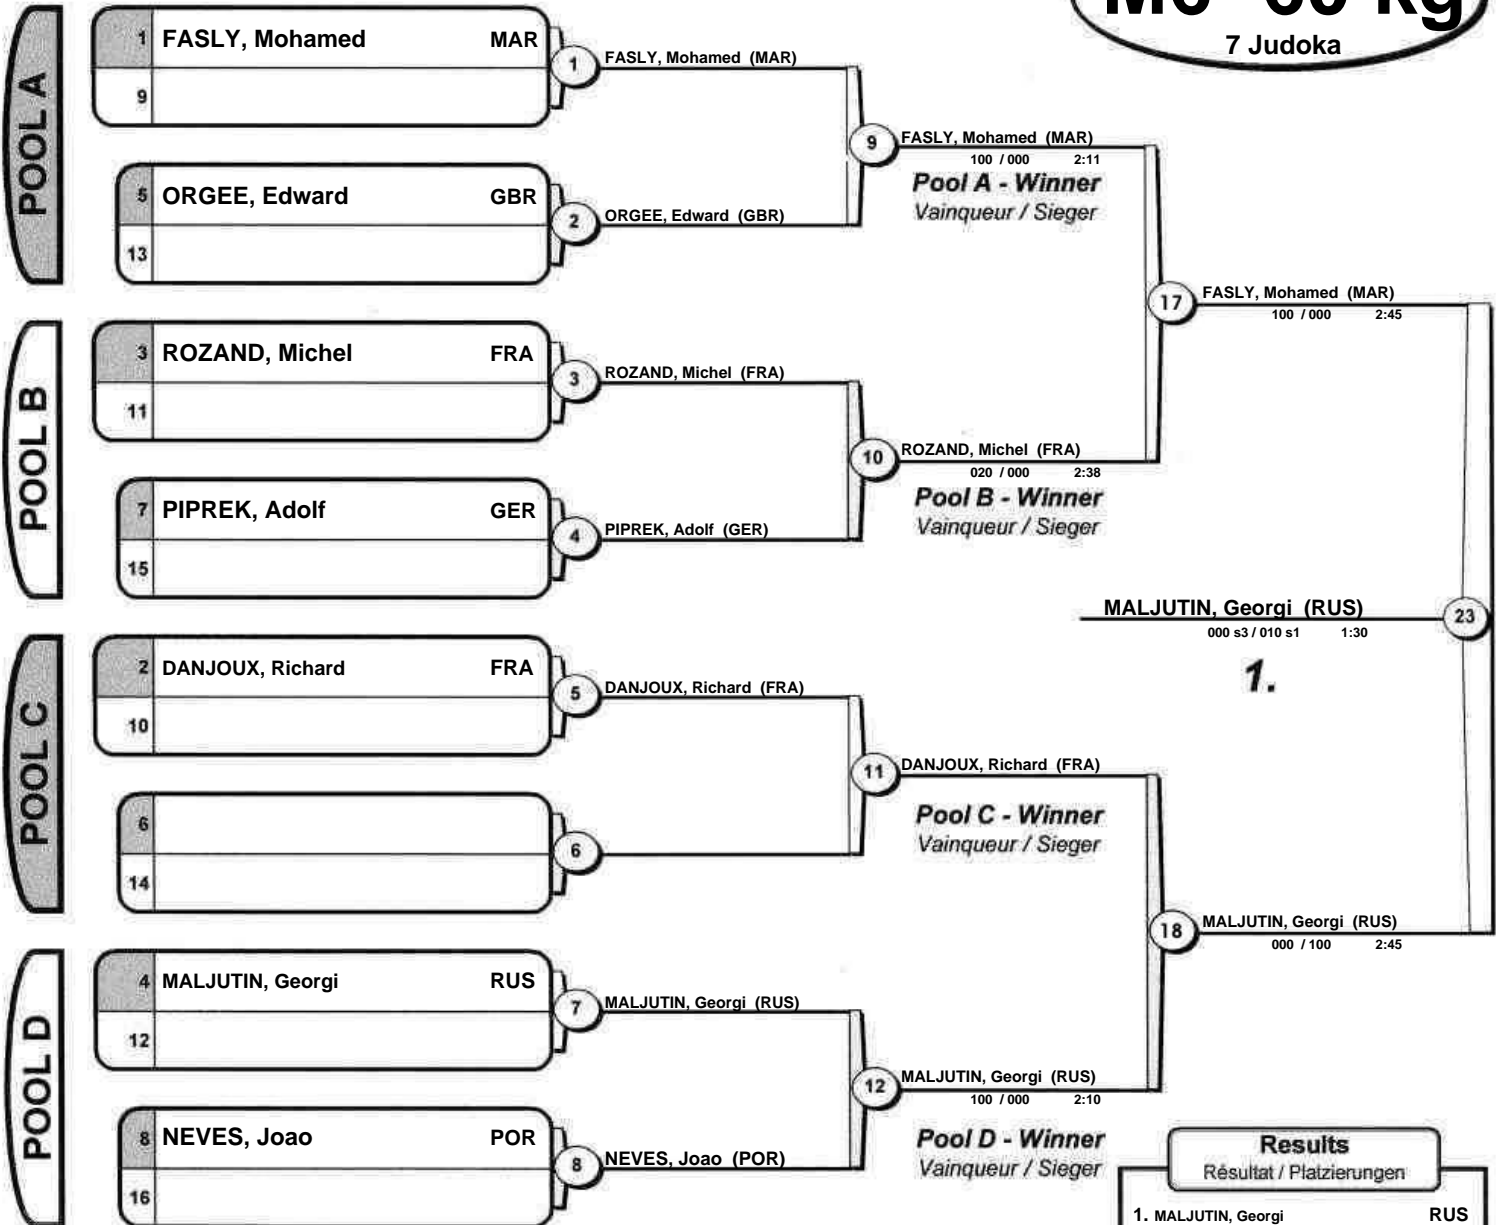 7 Judoka
POOL A
1 FASLY, Mohamed MAR
9
1
FASLY, Mohamed (MAR)
5 ORGEE, Edward GBR
13
2
ORGEE, Edward (GBR)
9
FASLY, Mohamed (MAR)
100 / 000 2:11
Pool A - Winner
Vainqueur / Sieger
POOL B
3 ROZAND, Michel FRA
11
3
ROZAND, Michel (FRA)
7 PIPREK, Adolf GER
15
4
PIPREK, Adolf (GER)
10
ROZAND, Michel (FRA)
020 / 000 2:38
Pool B - Winner
Vainqueur / Sieger
17
FASLY, Mohamed (MAR)
100 / 000 2:45
MALJUTIN, Georgi (RUS)
23
000 s3 / 010 s1 1:30
1.
POOL C
2 DANJOUX, Richard FRA
10
5
DANJOUX, Richard (FRA)
6
14
6
11
DANJOUX, Richard (FRA)
Pool C - Winner
Vainqueur / Sieger
18
MALJUTIN, Georgi (RUS)
000 / 100 2:45
POOL D
4 MALJUTIN, Georgi RUS
12
7
MALJUTIN, Georgi (RUS)
8 NEVES, Joao POR
16
8
NEVES, Joao (POR)
12
MALJUTIN, Georgi (RUS)
100 / 000 2:10
Pool D - Winner
Vainqueur / Sieger
Results
Résultat / Platzierungen
1. MALJUTIN, Georgi RUS